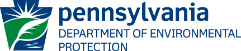 pennsylvania
DEPARTMENT OF ENVIRONMENTAL
PROTECTION